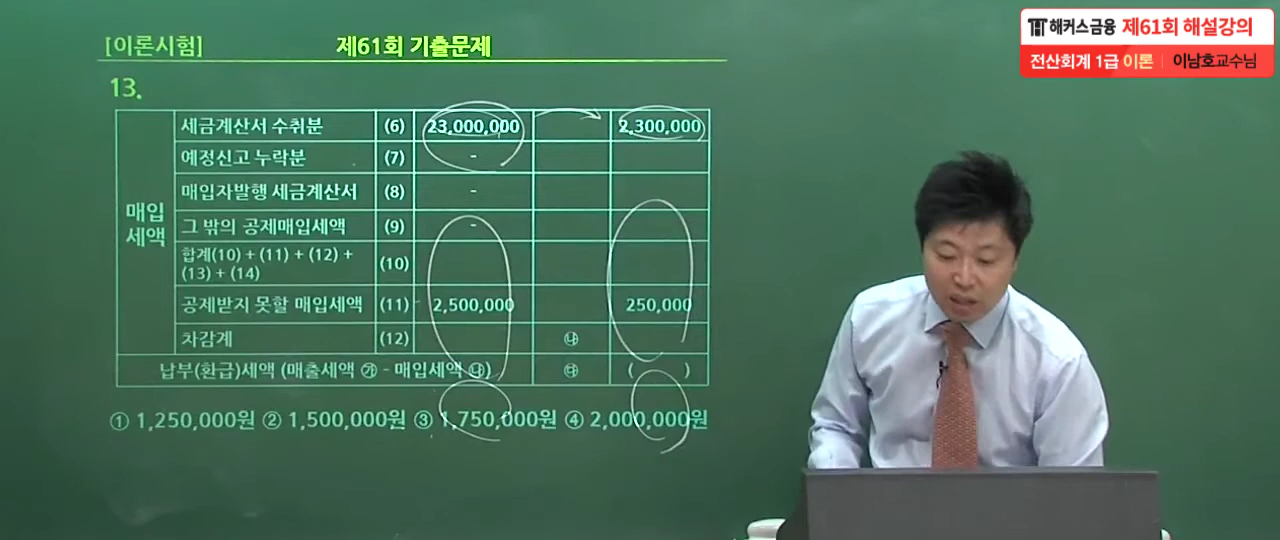 해커스금융 제61회 해설강의
전산회계 1급 이론 | 이남호교수님
[이론시험] 제61회 기출문제
13.
매입
세액
세금계산서 수취분 (6) 23,000,000 2,300,000
예정신고 누락분 (7) -
매입자발행 세금계산서 (8) -
그 밖의 공제매입세액 (9) -
합계(10) + (11) + (12) +
(13) + (14) (10)
공제받지 못할 매입세액 (11) 2,500,000 250,000
차감계 (12) ㉯
납부(환급)세액 (매출세액 ㉮ - 매입세액 ㉯) ㉰ ( )
① 1,250,000원 ② 1,500,000원 ③ 1,750,000원 ④ 2,000,000원